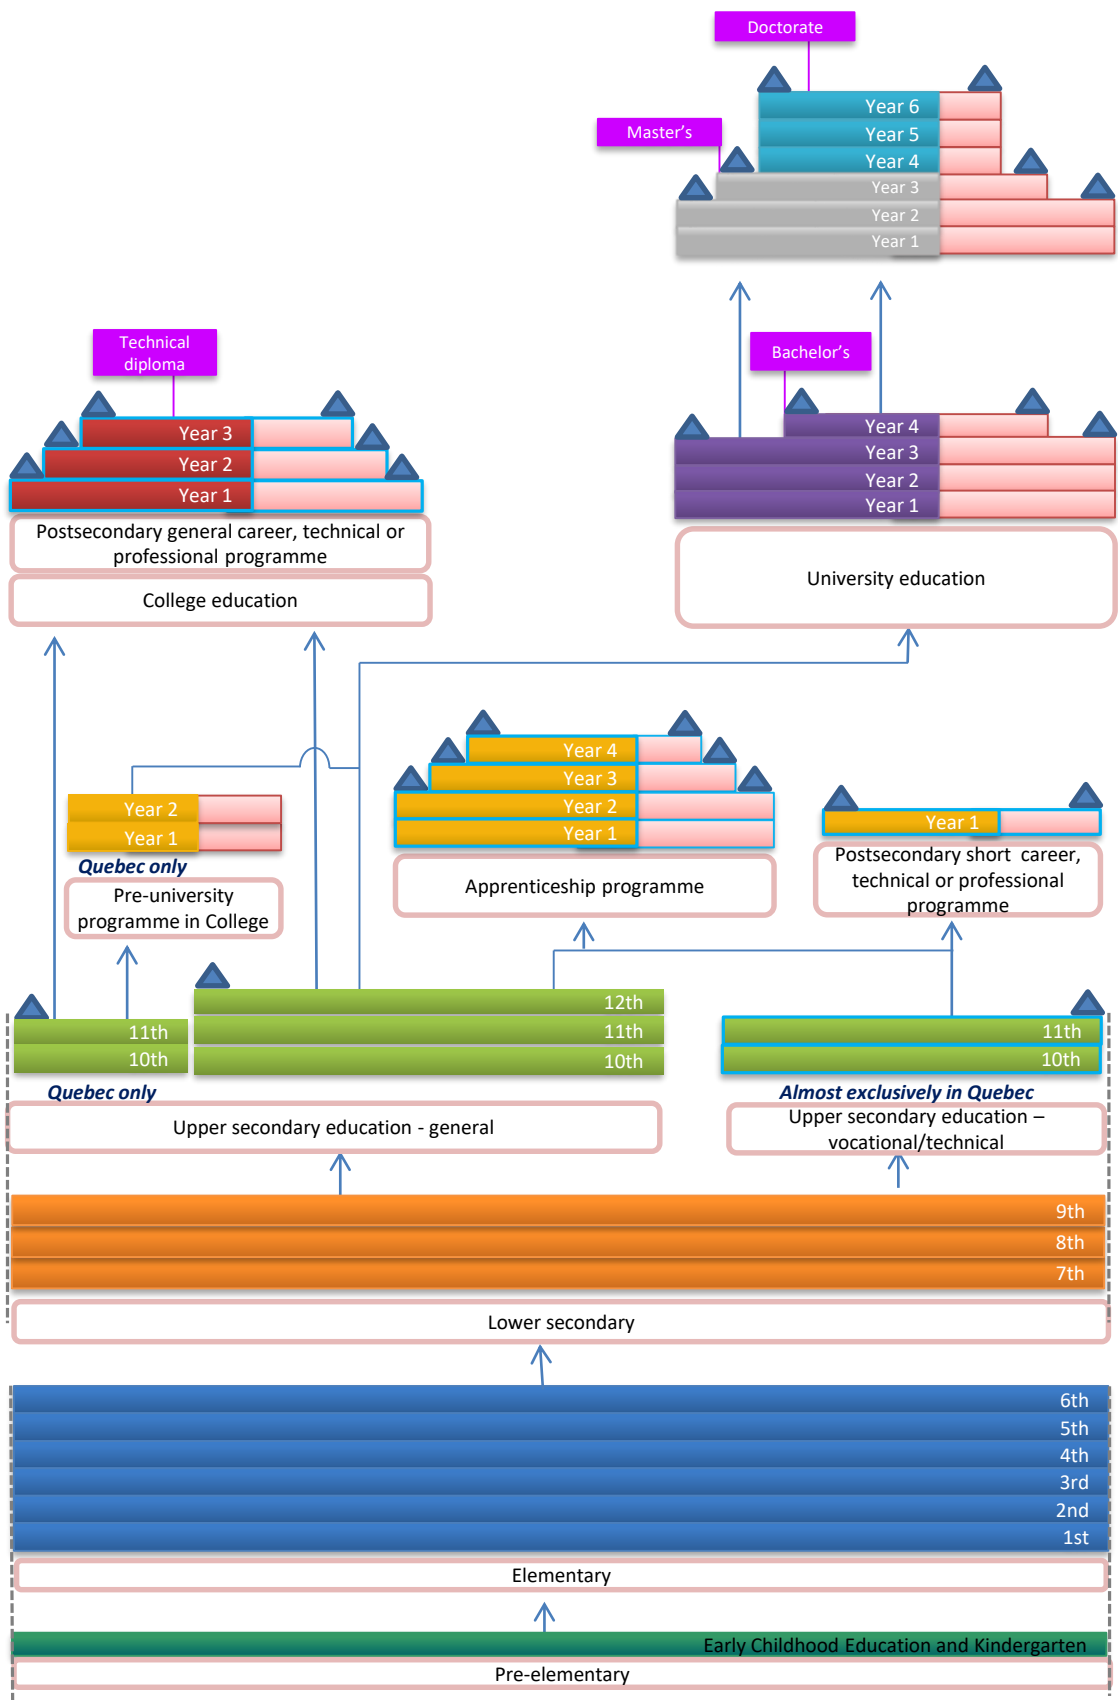 Doctorate
Year 6
Year 5
Master's
Year 4
Year 3
Year 2
Year 1
Technical
diploma
Bachelor's
Year 3
Year 2
Year 1
Year 4
Year 3
Year 2
Year 1
Postsecondary general career, technical or
professional programme
College education
University education
Year 4
Year 3
Year 2
Year 1
Year 2
Year 1
Quebec only
Year 1
Pre-university
programme in College
Apprenticeship programme
Postsecondary short career,
technical or professional
programme
11th
10th
12th
11th
10th
11th
10th
Quebec only
Almost exclusively in Quebec
Upper secondary education - general
Upper secondary education –
vocational/technical
9th
8th
7th
Lower secondary
6th
5th
4th
3rd
2nd
1st
Elementary
Early Childhood Education and Kindergarten
Pre-elementary